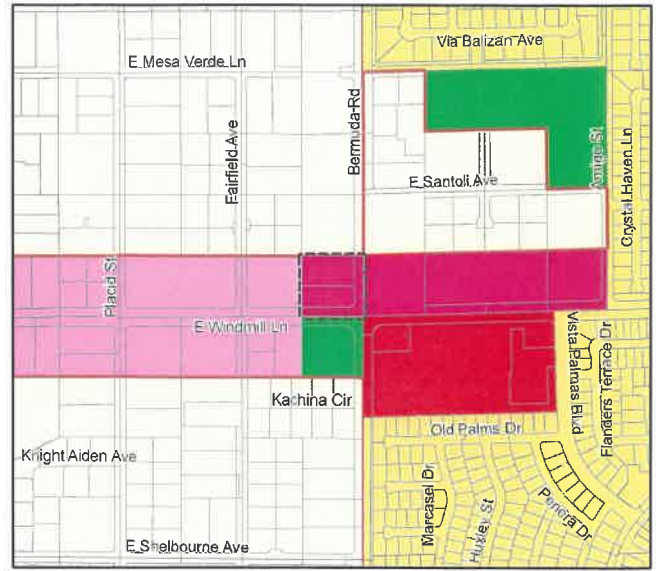 Via Balizan Ave
E Mesa Verde Ln
Bermuda Rd
Fairfield Ave
Amigo St
Crystal Haven Ln
E Santoli Ave
Placid St
E Windmill Ln
Vista Palmas Blvd
Flanders Terrace Dr
Kachina Cir
Old Palms Dr
Knight Aiden Ave
Marcasel Dr
Huxley St
Penera Dr
E Shelbourne Ave